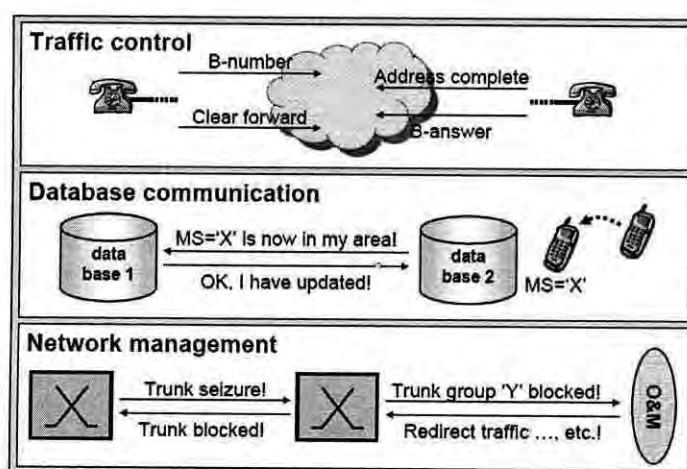 Traffic control
B-number
Address complete
Clear forward
B-answer
Database communication
data
base 1
MS='X' is now in my area!
OK, I have updated!
data
base 2
MS='X'
Network management
Trunk seizure!
Trunk blocked!
Trunk group 'Y' blocked!
Redirect traffic ..., etc.!
O&M